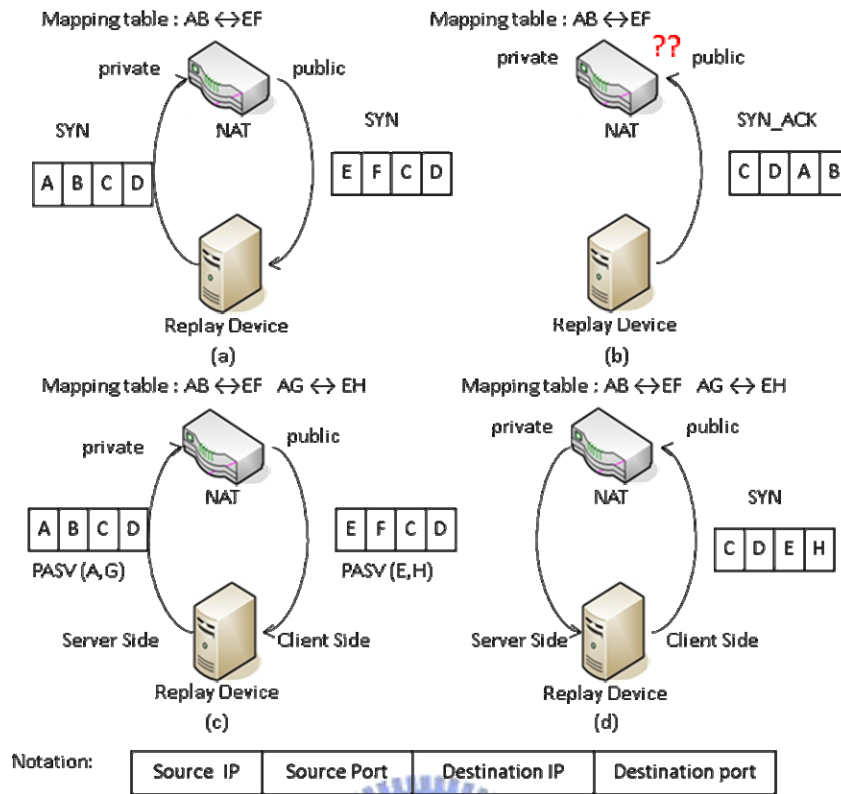 Mapping table : AB ↔EF
private
public
NAT
SYN
A B C D
SYN
E F C D
Replay Device
(a)
Mapping table : AB ↔EF
??
private
public
NAT
SYN_ACK
C D A B
Replay Device
(b)
Mapping table : AB ↔EF AG ↔ EH
private
public
NAT
A B C D
PASV (A,G)
E F C D
PASV (E,H)
Server Side
Client Side
Replay Device
(c)
Mapping table : AB ↔EF AG ↔ EH
private
public
NAT
SYN
C D E H
Server Side
Client Side
Replay Device
(d)
Notation:
Source IP
Source Port
Destination IP
Destination port